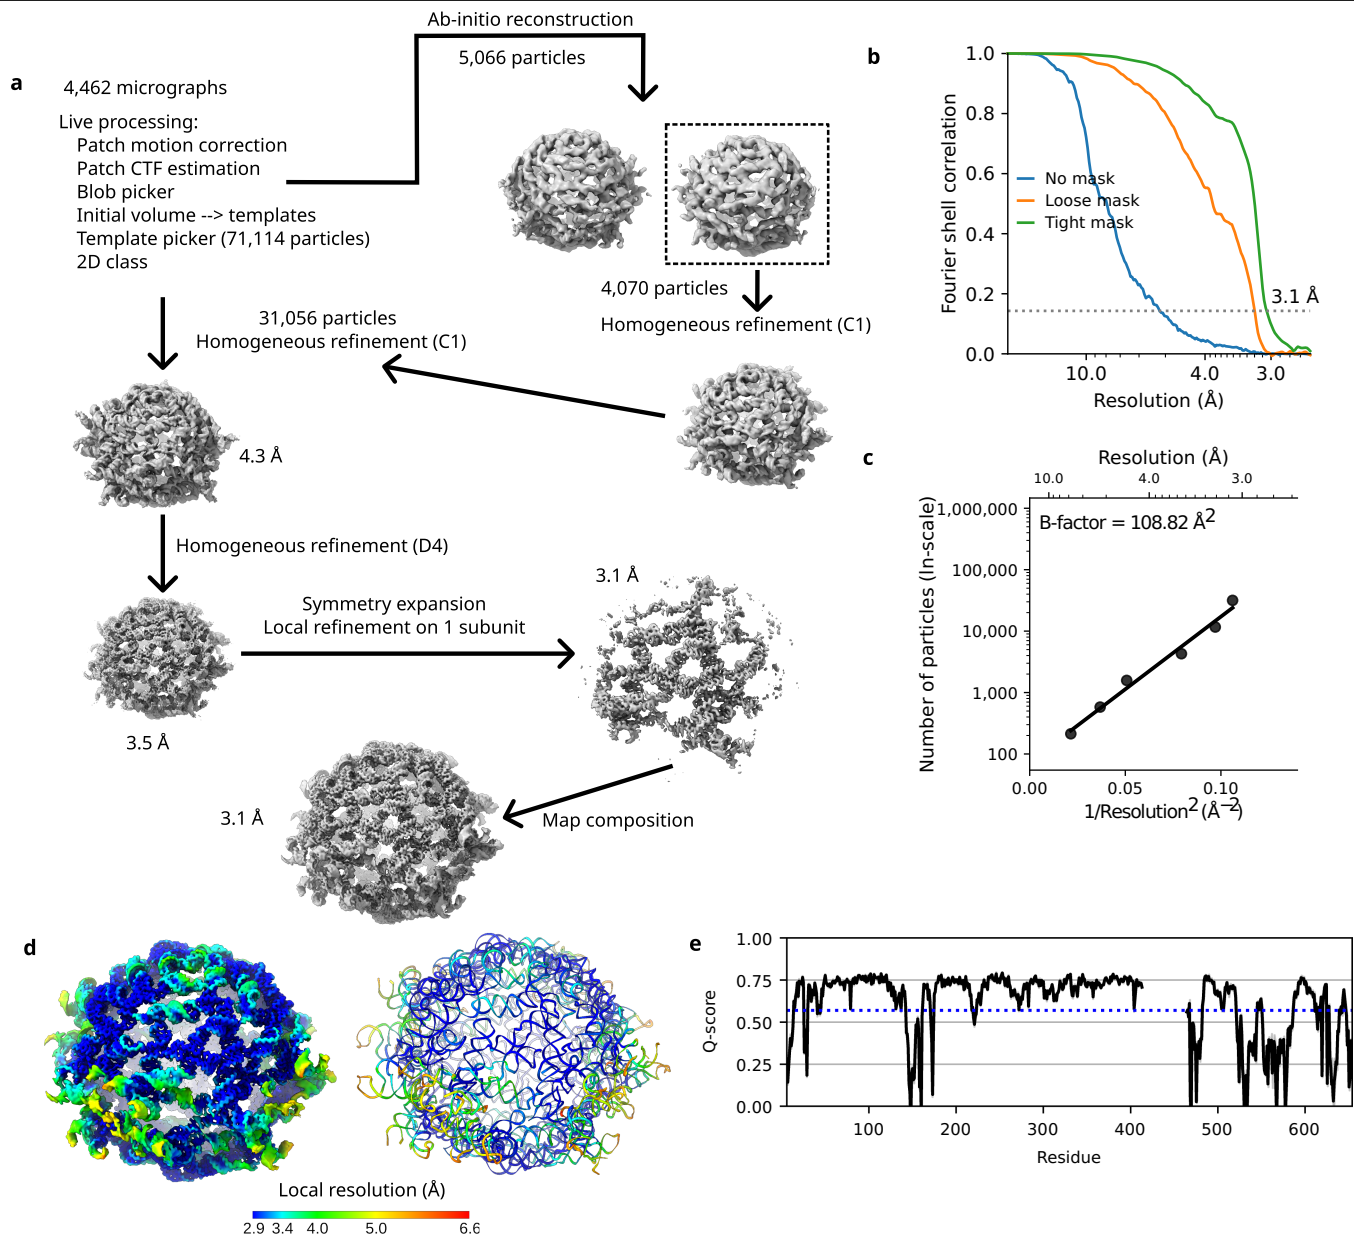 a
4,462 micrographs
Live processing:
Patch motion correction
Patch CTF estimation
Blob picker
Initial volume --> templates
Template picker (71,114 particles)
2D class
Ab-initio reconstruction
5,066 particles
4,070 particles
Homogeneous refinement (C1)
31,056 particles
Homogeneous refinement (C1)
4.3 Å
Homogeneous refinement (D4)
3.5 Å
Symmetry expansion
Local refinement on 1 subunit
3.1 Å
Map composition
3.1 Å
b
Fourier shell correlation
1.0
0.8
0.6
0.4
0.2
0.0
No mask
Loose mask
Tight mask
3.1 Å
10.0 4.0 3.0
Resolution (Å)
c
Resolution (Å)
10.0 4.0 3.0
Number of particles (ln-scale)
1,000,000
100,000
10,000
1,000
100
B-factor = 108.82 Å2
0.00 0.05 0.10
1/Resolution2 (Å−2)
d
Local resolution (Å)
2.9 3.4 4.0 5.0 6.6
e
Q-score
1.00
0.75
0.50
0.25
0.00
100 200 300 400 500 600
Residue